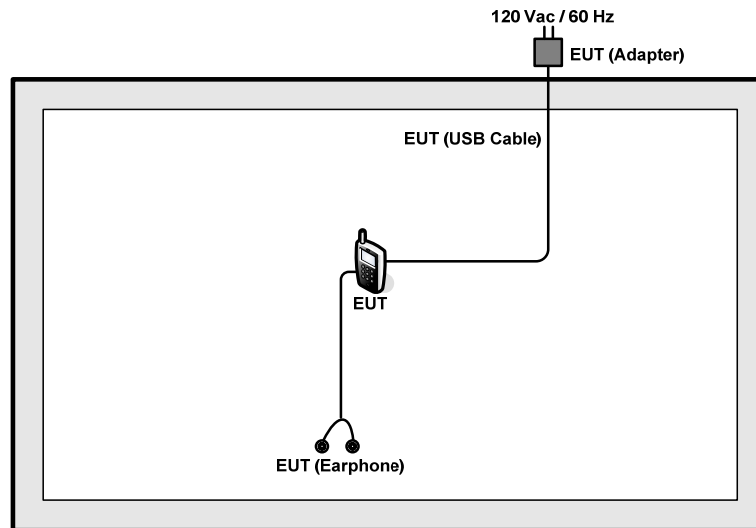 120 Vac / 60 Hz
EUT (Adapter)
EUT (USB Cable)
EUT
EUT (Earphone)